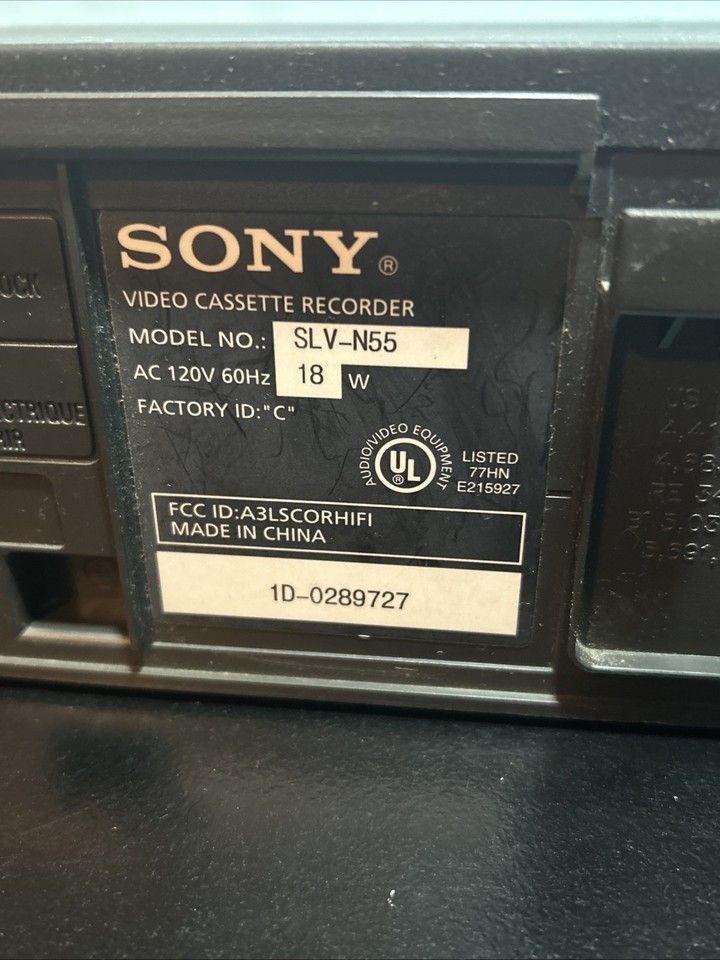 SONY®
VIDEO CASSETTE RECORDER
MODEL NO.: SLV-N55
AC 120V 60Hz 18 W
FACTORY ID:"C"
AUDIO/VIDEO EQUIPMENT
UL®
LISTED
77HN
E215927
FCC ID:A3LSCORHIFI
MADE IN CHINA
1D-0289727